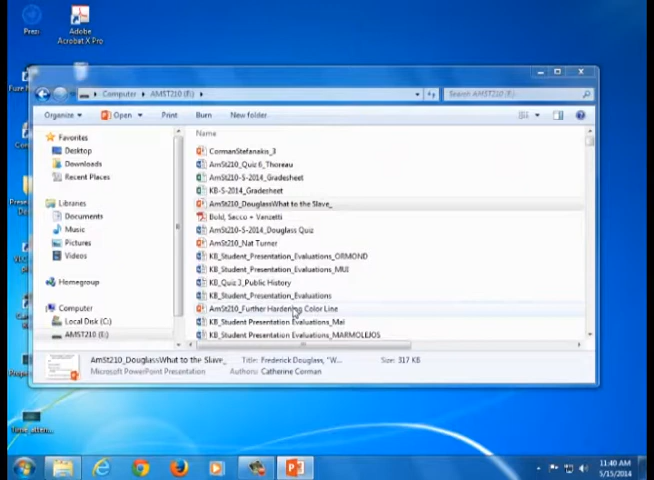 Prezi
Adobe
Acrobat X Pro
Computer
AMST210 (E:)
Search AMST210 (E:)
Organize
Open
Print
Burn
New folder
Favorites
Desktop
Downloads
Recent Places
Libraries
Documents
Music
Pictures
Videos
Homegroup
Computer
Local Disk (C:)
AMST210 (E:)
Name
CormanStefanakis_3
AmSt210_Quiz 6_Thoreau
AmSt210-S-2014_Gradesheet
KB-S-2014_Gradesheet
AmSt210_DouglassWhat to the Slave_
Buld, Sacco + Vanzetti
AmSt210-S-2014_Douglass Quiz
AmSt210_Nat Turner
KB_Student_Presentation_Evaluations_ORMOND
KB_Student_Presentation_Evaluations_MUI
KB_Quiz 3_Public History
KB_Student_Presentation_Evaluations
AmSt210_Further Hardening Color Line
KB_Student Presentation Evaluations_Mai
KB_Student Presentation Evaluations_MARMOLEJOS
AmSt210_DouglassWhat to the Slave_
Title: Frederick Douglass, "W...
Size: 317 KB
Microsoft PowerPoint Presentation
Authors: Catherine Corman
11:40 AM
5/15/2014